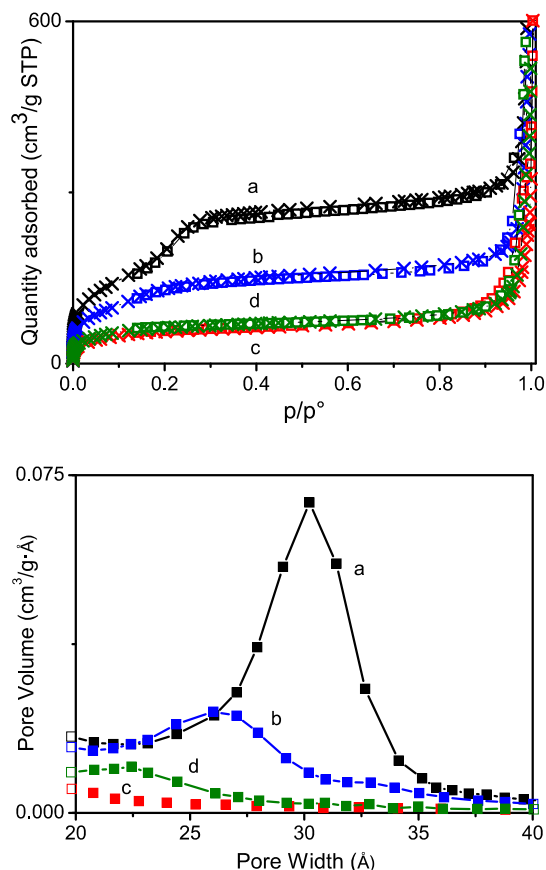 600
Quantity adsorbed (cm³/g STP)
a
b
d
c
0
0.0 0.2 0.4 0.6 0.8 1.0
p/p°
0.075
Pore Volume (cm³/g·Å)
a
b
d
c
0.000
20 25 30 35 40
Pore Width (Å)